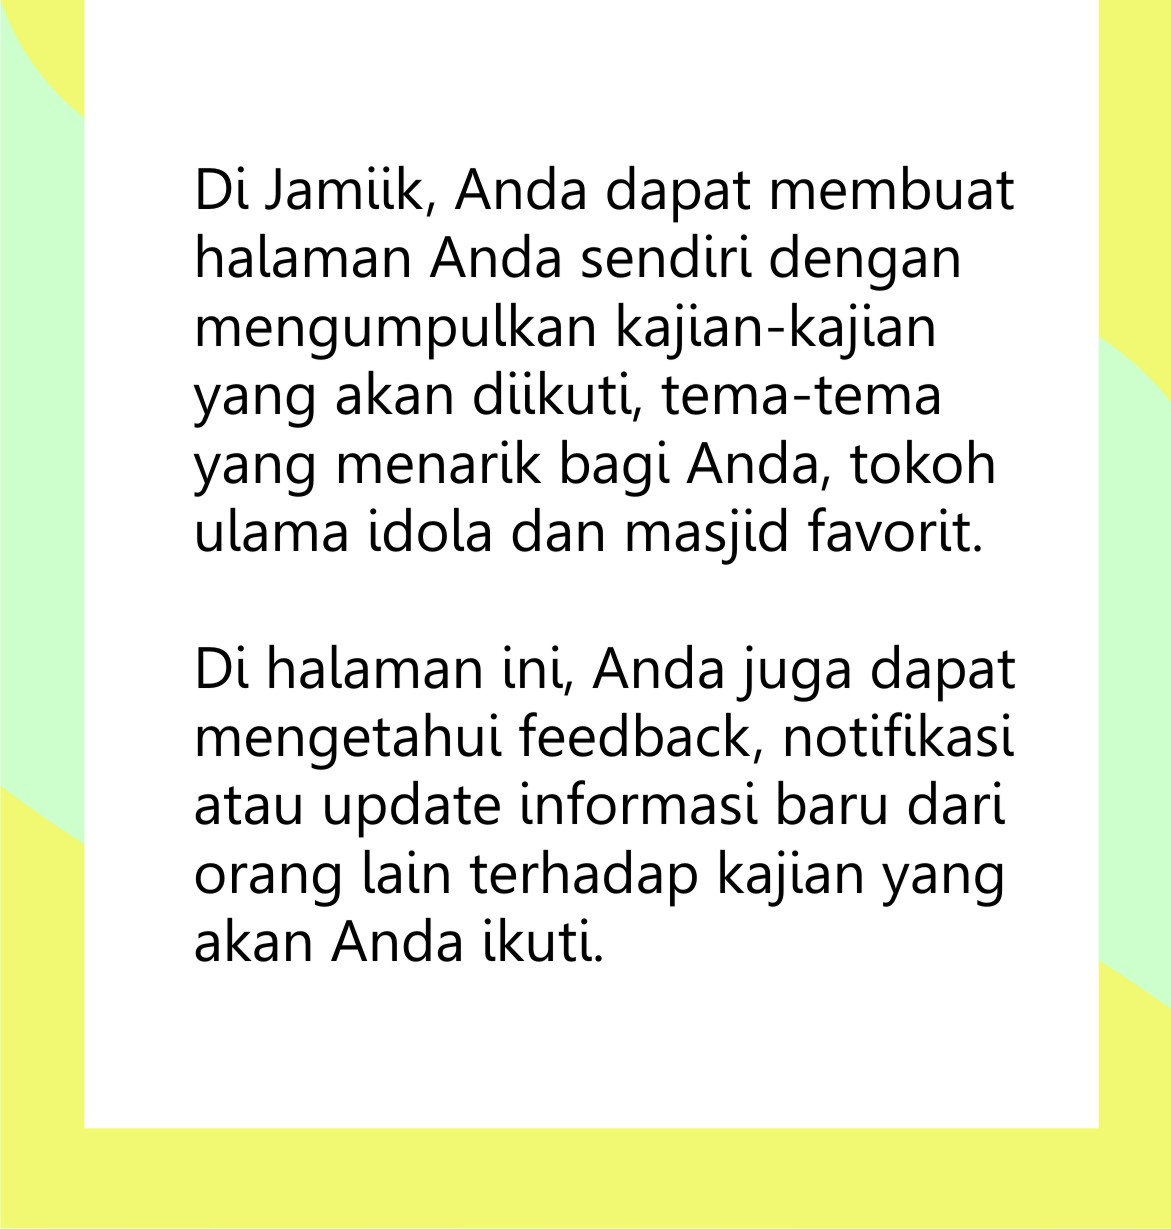 Di Jamiik, Anda dapat membuat
halaman Anda sendiri dengan
mengumpulkan kajian-kajian
yang akan diikuti, tema-tema
yang menarik bagi Anda, tokoh
ulama idola dan masjid favorit.
Di halaman ini, Anda juga dapat
mengetahui feedback, notifikasi
atau update informasi baru dari
orang lain terhadap kajian yang
akan Anda ikuti.